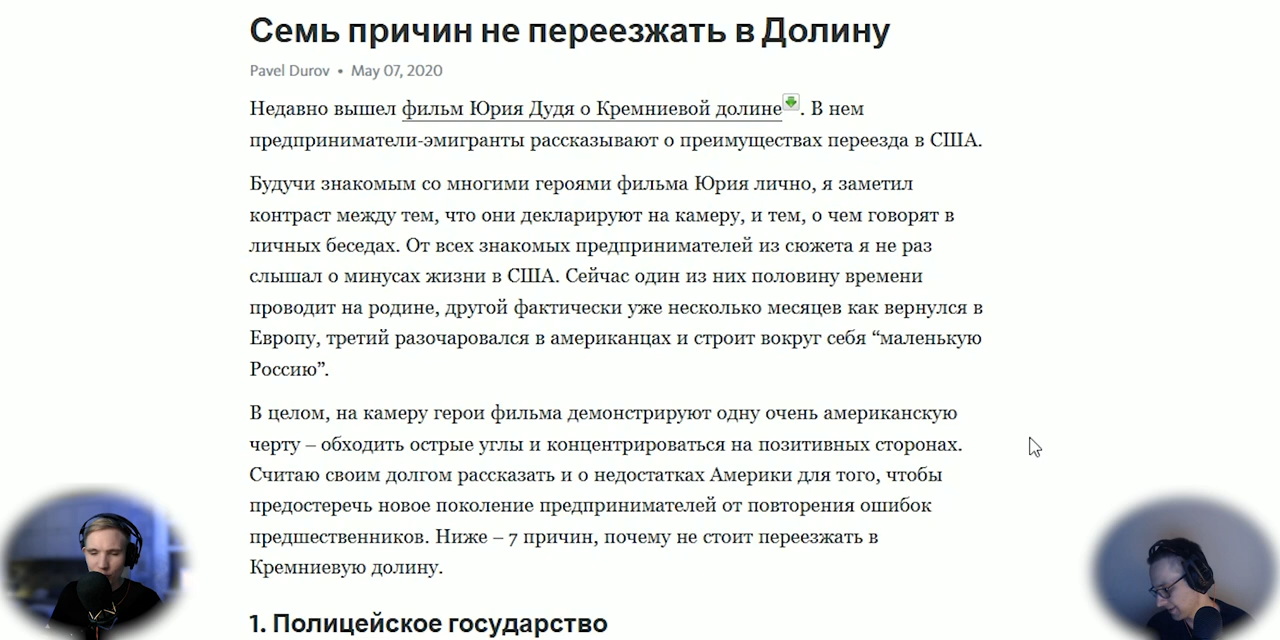 Семь причин не переезжать в Долину
Pavel Durov • May 07, 2020
Недавно вышел фильм Юрия Дудя о Кремниевой долине. В нем
предприниматели-эмигранты рассказывают о преимуществах переезда в США.
Будучи знакомым со многими героями фильма Юрия лично, я заметил
контраст между тем, что они декларируют на камеру, и тем, о чем говорят в
личных беседах. От всех знакомых предпринимателей из сюжета я не раз
слышал о минусах жизни в США. Сейчас один из них половину времени
проводит на родине, другой фактически уже несколько месяцев как вернулся в
Европу, третий разочаровался в американцах и строит вокруг себя “маленькую
Россию”.
В целом, на камеру герои фильма демонстрируют одну очень американскую
черту – обходить острые углы и концентрироваться на позитивных сторонах.
Считаю своим долгом рассказать и о недостатках Америки для того, чтобы
предостеречь новое поколение предпринимателей от повторения ошибок
предшественников. Ниже – 7 причин, почему не стоит переезжать в
Кремниевую долину.
1. Полицейское государство